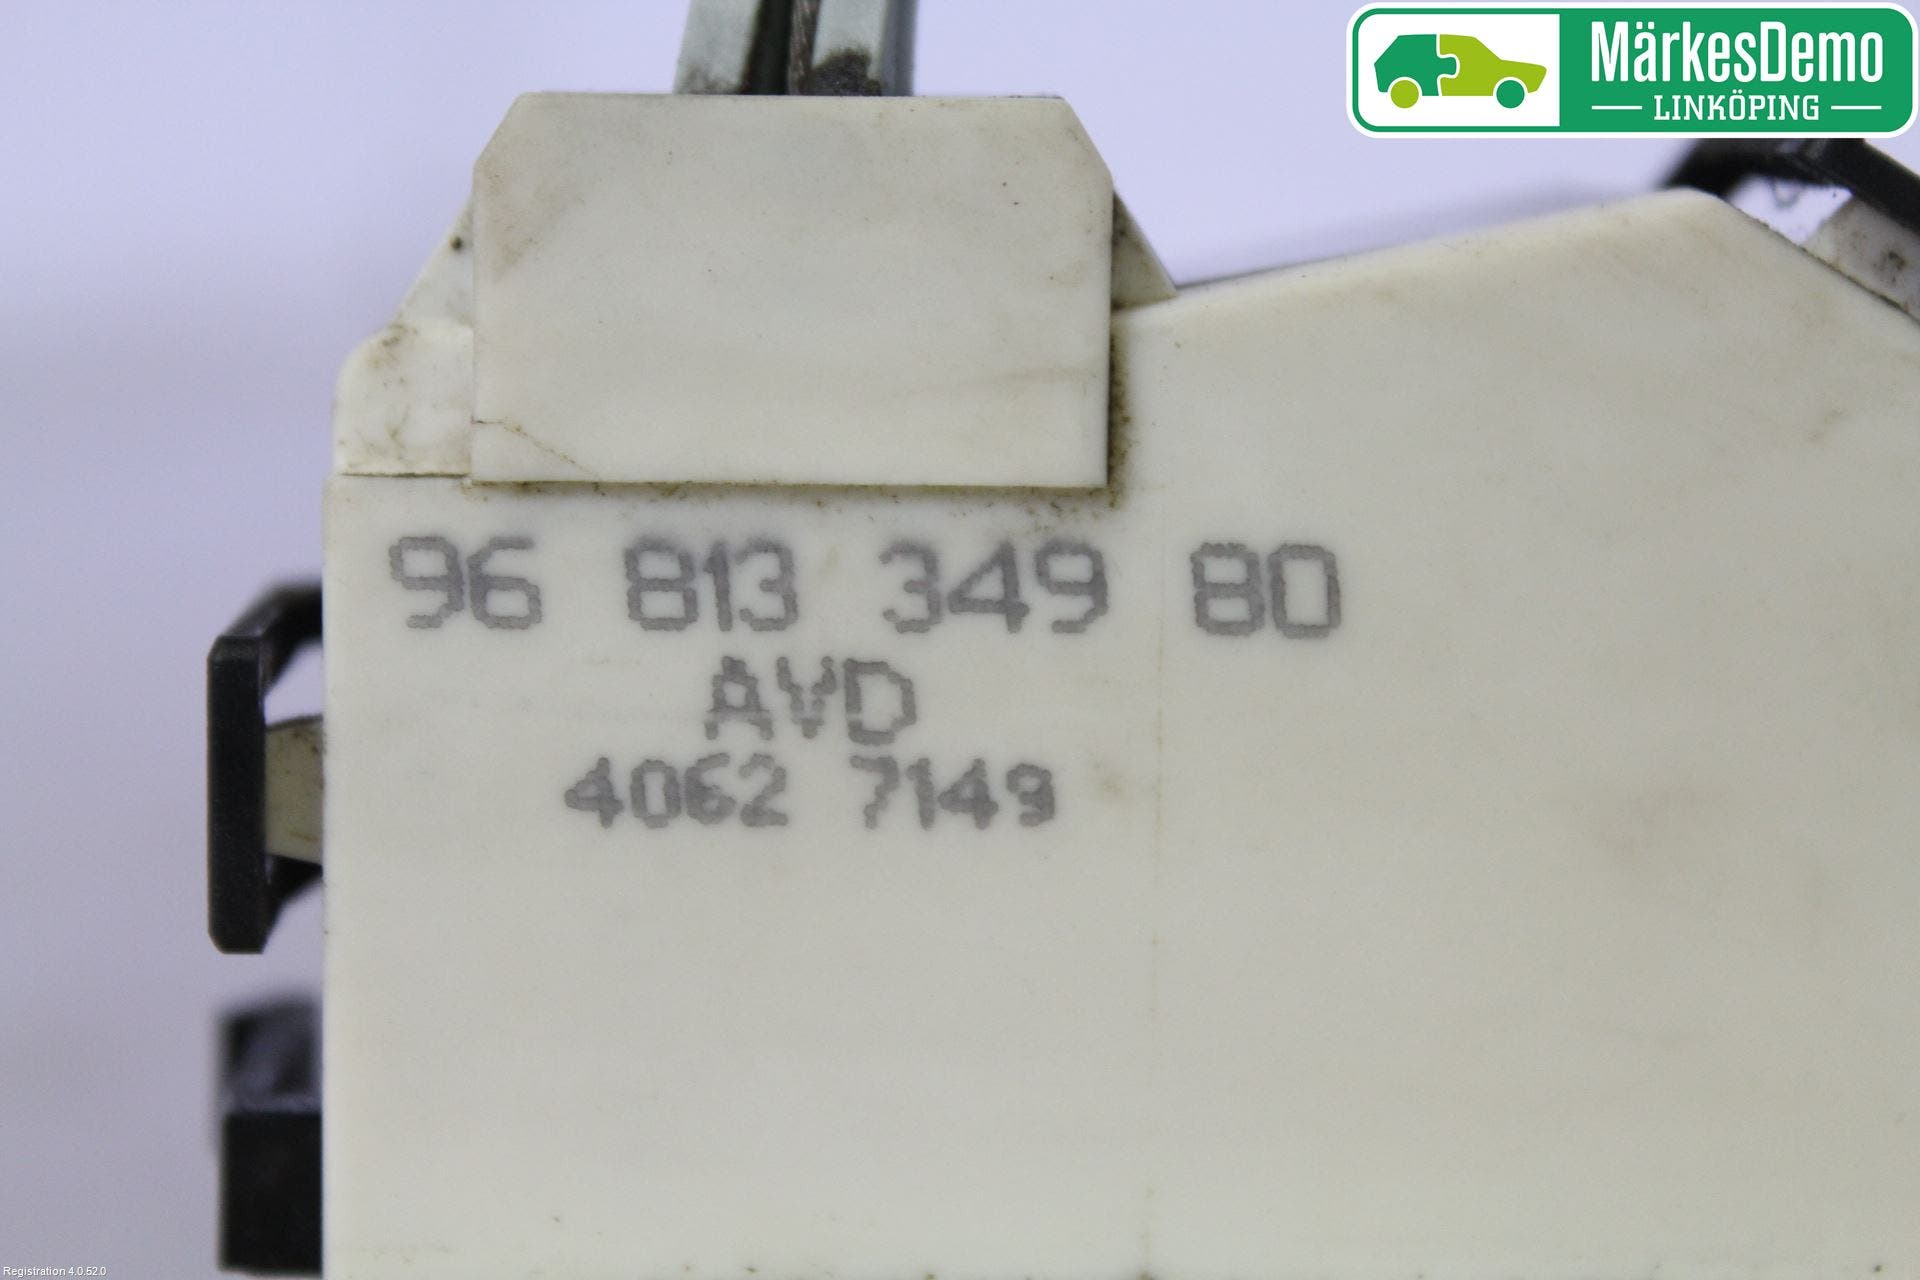 MärkesDemo
LINKÖPING
96 813 349 80
AVD
4062 7149
Registration 4.0.52.0